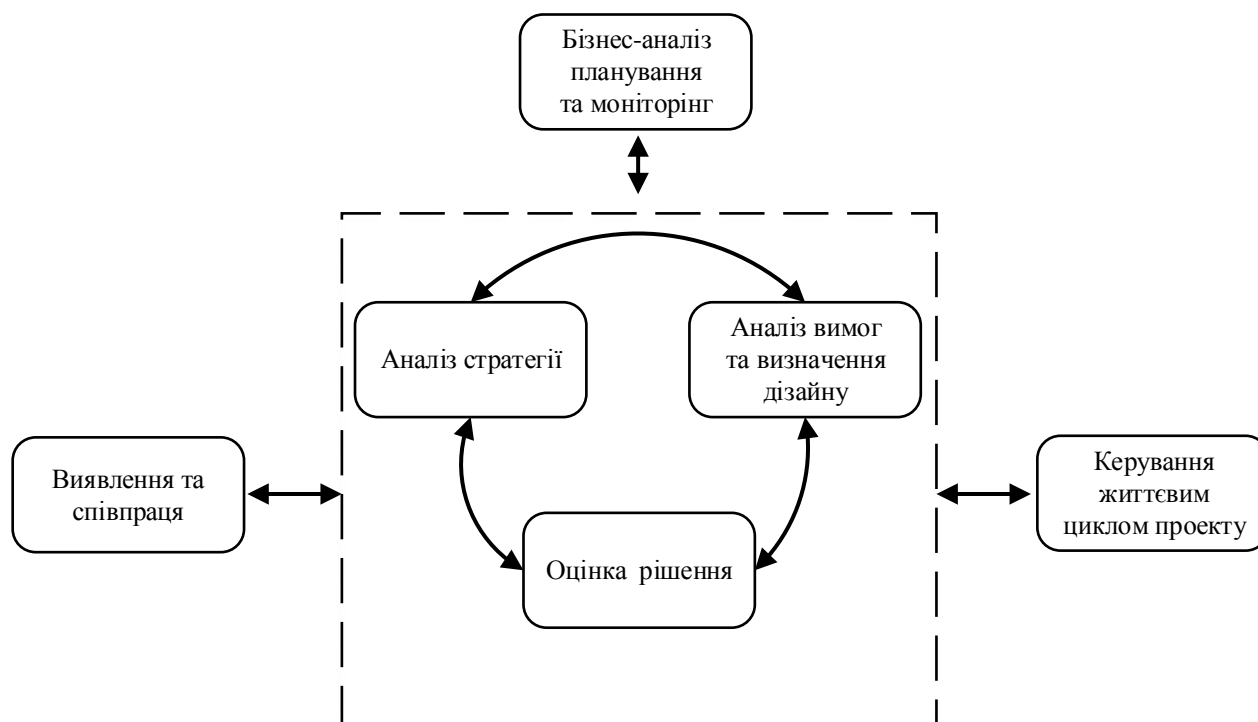 Бізнес-аналіз
планування
та моніторінг
Аналіз стратегії
Аналіз вимог
та визначення
дізайну
Виявлення та
співпраця
Керування
життєвим
циклом проекту
Оцінка рішення